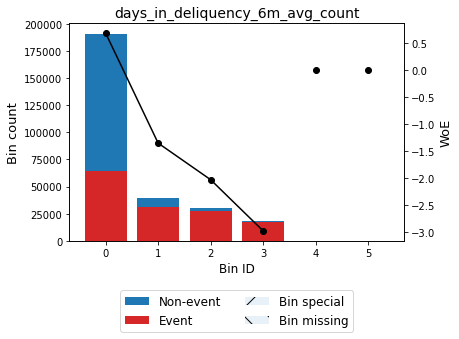 days_in_deliquency_6m_avg_count
200000
175000
150000
125000
100000
75000
50000
25000
0
Bin count
0.5
0.0
−0.5
−1.0
−1.5
−2.0
−2.5
−3.0
WoE
0 1 2 3 4 5
Bin ID
Non-event Bin special
Event Bin missing